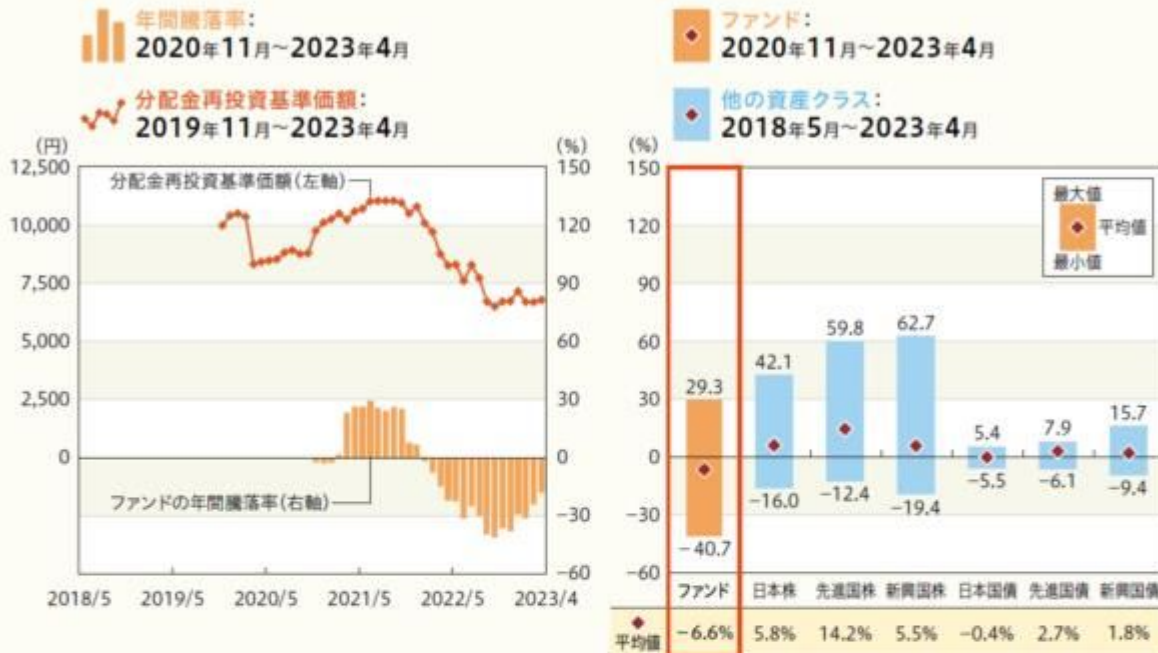 年間騰落率：
2020年11月～2023年4月
分配金再投資基準価額：
2019年11月～2023年4月
(円)
(%)
12,500
10,000
7,500
5,000
2,500
0
150
120
90
60
30
0
−30
−60
分配金再投資基準価額(左軸)
ファンドの年間騰落率(右軸)
2018/5 2019/5 2020/5 2021/5 2022/5 2023/4
ファンド：
2020年11月～2023年4月
他の資産クラス：
2018年5月～2023年4月
(%)
150
120
90
60
30
0
−30
−60
最大値
平均値
最小値
29.3 42.1 59.8 62.7 5.4 7.9 15.7
−40.7 −16.0 −12.4 −19.4 −5.5 −6.1 −9.4
ファンド 日本株 先進国株 新興国株 日本国債 先進国債 新興国債
平均値 −6.6% 5.8% 14.2% 5.5% −0.4% 2.7% 1.8%